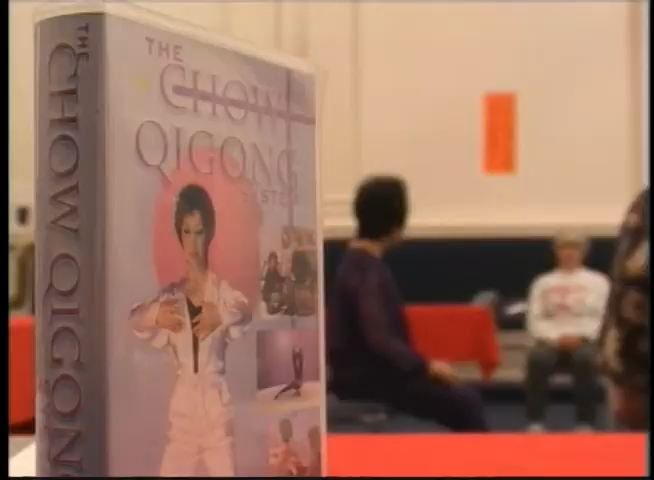 THE
CHOW
QIGONG
SYSTEM
THE
CHOW QIGONG